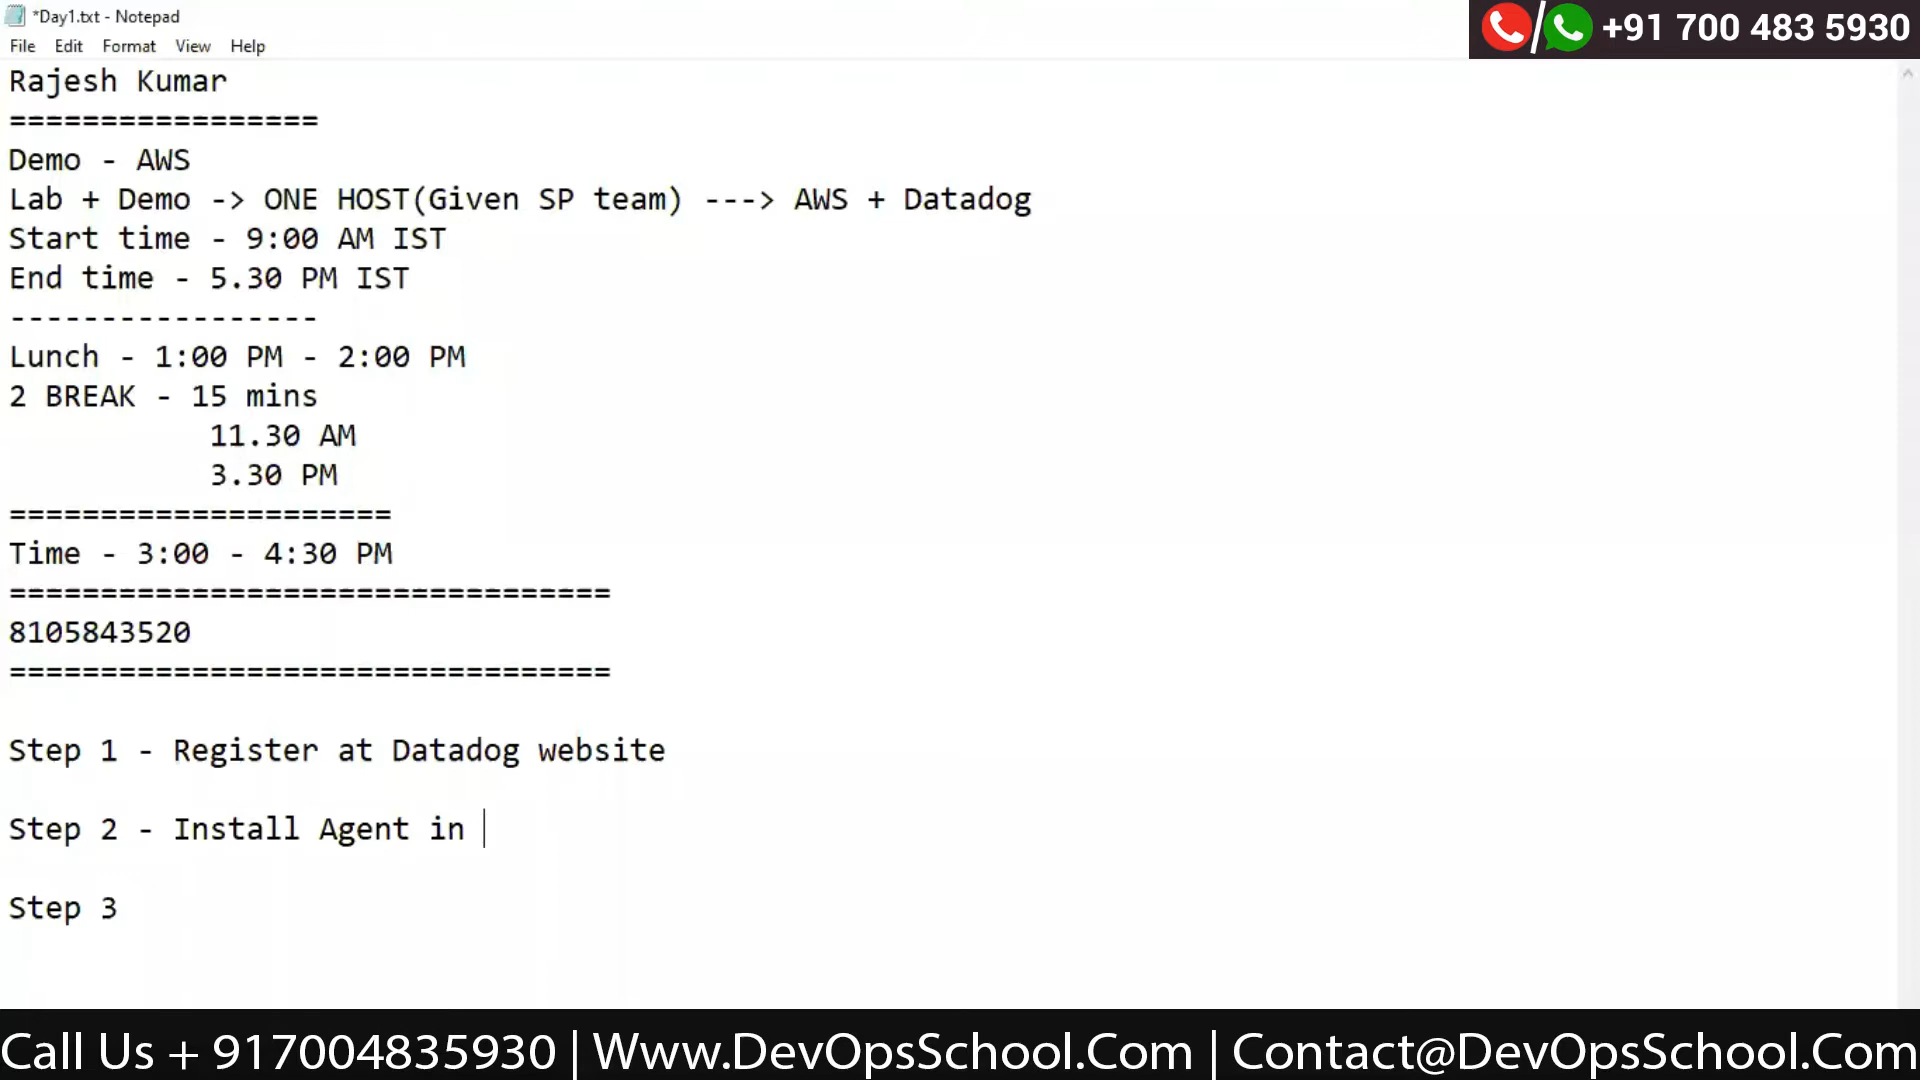 *Day1.txt - Notepad
File Edit Format View Help
+91 700 483 5930
Rajesh Kumar
=================
Demo - AWS
Lab + Demo -> ONE HOST(Given SP team) ---> AWS + Datadog
Start time - 9:00 AM IST
End time - 5.30 PM IST
-----------------
Lunch - 1:00 PM - 2:00 PM
2 BREAK - 15 mins
11.30 AM
3.30 PM
=====================
Time - 3:00 - 4:30 PM
=================================
8105843520
=================================
Step 1 - Register at Datadog website
Step 2 - Install Agent in
Step 3
Call Us + 917004835930 | Www.DevOpsSchool.Com | Contact@DevOpsSchool.Com